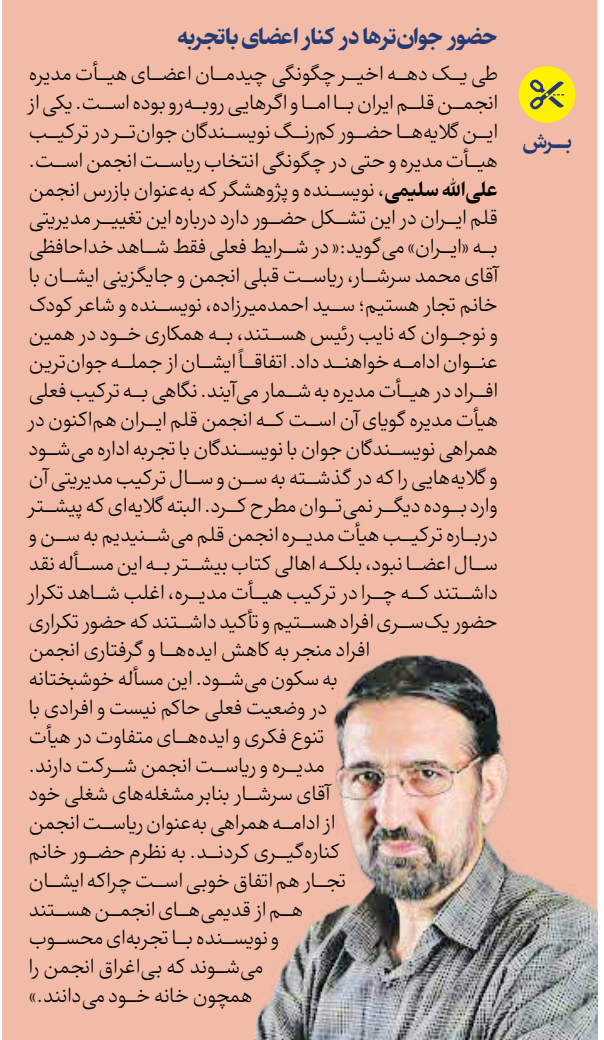 حضور جوان‌ترها در کنار اعضای باتجربه
برش
طی یک دهه اخیر چگونگی چیدمان اعضای هیأت مدیره
انجمن قلم ایران با اما و اگرهایی روبه‌رو بوده است. یکی از
این گلایه‌ها حضور کم‌رنگ نویسندگان جوان‌تر در ترکیب
هیأت مدیره و حتی در چگونگی انتخاب ریاست انجمن است.
علی‌الله سلیمی، نویسنده و پژوهشگر که به‌عنوان بازرس انجمن
قلم ایران در این تشکل حضور دارد درباره این تغییر مدیریتی
به «ایران» می‌گوید:« در شرایط فعلی فقط شاهد خداحافظی
آقای محمد سرشار، ریاست قبلی انجمن و جایگزینی ایشان با
خانم تجار هستیم؛ سید احمدمیرزاده، نویسنده و شاعر کودک
و نوجوان که نایب رئیس هستند، به همکاری خود در همین
عنوان ادامه خواهند داد. اتفاقاً ایشان از جمله جوان‌ترین
افراد در هیأت مدیره به شمار می‌آیند. نگاهی به ترکیب فعلی
هیأت مدیره گویای آن است که انجمن قلم ایران هم‌اکنون در
همراهی نویسندگان جوان با نویسندگان با تجربه اداره می‌شود
و گلایه‌هایی را که در گذشته به سن و سال ترکیب مدیریتی آن
وارد بوده دیگر نمی‌توان مطرح کرد. البته گلایه‌ای که پیشتر
درباره ترکیب هیأت مدیره انجمن قلم می‌شنیدیم به سن و
سال اعضا نبود، بلکه اهالی کتاب بیشتر به این مسأله نقد
داشتند که چرا در ترکیب هیأت مدیره، اغلب شاهد تکرار
حضور یک‌سری افراد هستیم و تأکید داشتند که حضور تکراری
افراد منجر به کاهش ایده‌ها و گرفتاری انجمن
به سکون می‌شود. این مسأله خوشبختانه
در وضعیت فعلی حاکم نیست و افرادی با
تنوع فکری و ایده‌های متفاوت در هیأت
مدیره و ریاست انجمن شرکت دارند.
آقای سرشار بنابر مشغله‌های شغلی خود
از ادامه همراهی به‌عنوان ریاست انجمن
کناره‌گیری کردند. به نظرم حضور خانم
تجار هم اتفاق خوبی است چراکه ایشان
هم از قدیمی‌های انجمن هستند
و نویسنده با تجربه‌ای محسوب
می‌شوند که بی‌اغراق انجمن را
همچون خانه خود می‌دانند.»